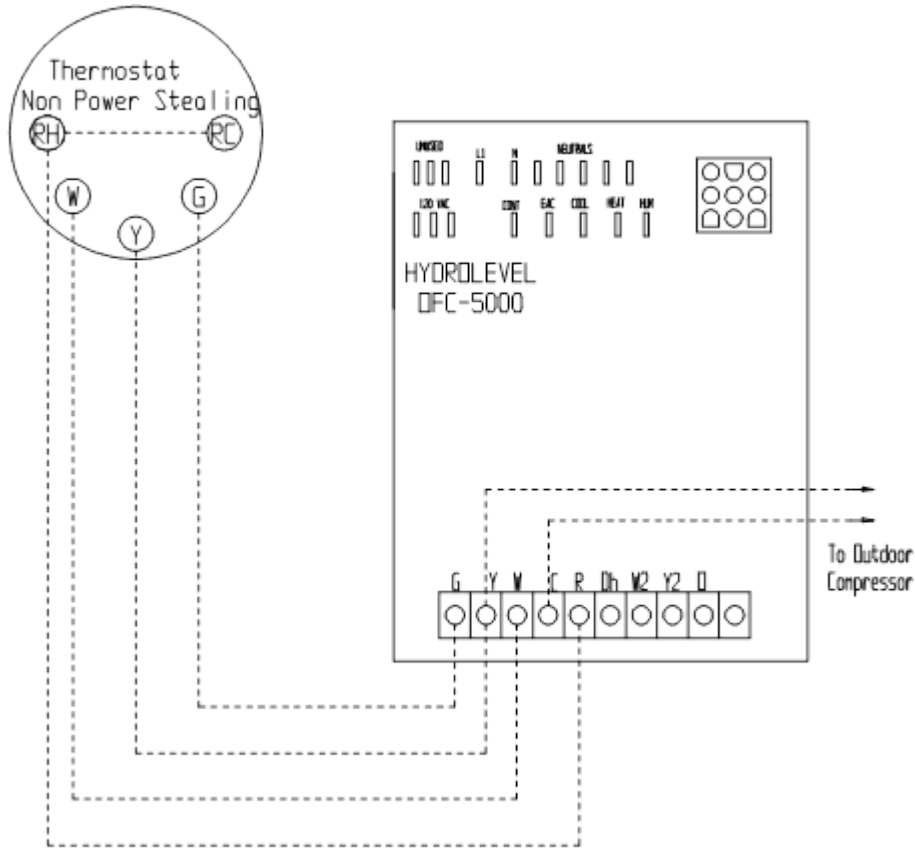 Thermostat
Non Power Stealing
RH RC
W G
Y
UNUSED L1 N NEUTRALS
120 VAC CONT EAC COOL HEAT HUM
HYDROLEVEL
OFC-5000
To Outdoor
Compressor
G Y W C R Dh W2 Y2 O